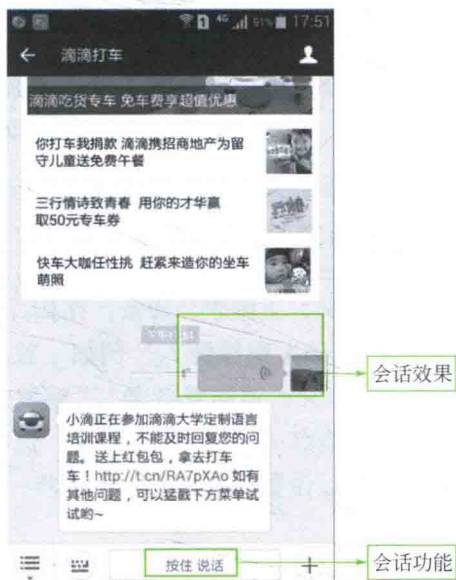 4G 91% 17:51
滴滴打车
滴滴吃货专车 免车费享超值优惠
你打车我捐款 滴滴携招商地产为留
守儿童送免费午餐
三行情诗致青春 用你的才华赢
取50元专车券
快车大咖任性挑 赶紧来造你的坐车
萌照
会话效果
小滴正在参加滴滴大学定制语言
培训课程，不能及时回复您的问
题。送上红包包，拿去打车
车！http://t.cn/RA7pXAo 如有
其他问题，可以猛戳下方菜单试
试哟~
按住 说话
会话功能